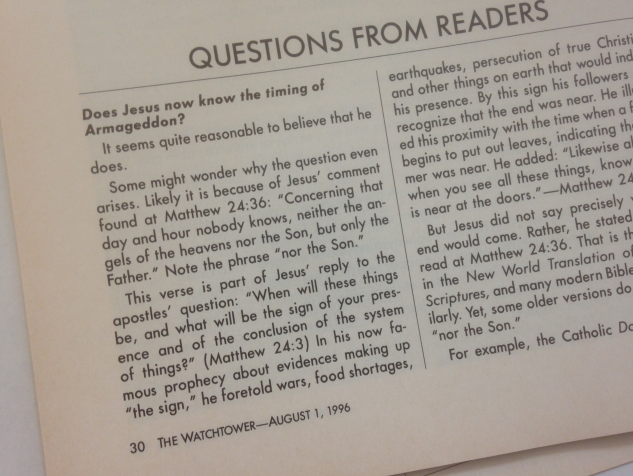 QUESTIONS FROM READERS
Does Jesus now know the timing of
Armageddon?
It seems quite reasonable to believe that he
does.
Some might wonder why the question even
arises. Likely it is because of Jesus' comment
found at Matthew 24:36: “Concerning that
day and hour nobody knows, neither the an-
gels of the heavens nor the Son, but only the
Father.” Note the phrase “nor the Son.”
This verse is part of Jesus' reply to the
apostles' question: “When will these things
be, and what will be the sign of your pres-
ence and of the conclusion of the system
of things?” (Matthew 24:3) In his now fa-
mous prophecy about evidences making up
“the sign,” he foretold wars, food shortages,
earthquakes, persecution of true Christi
and other things on earth that would ind
his presence. By this sign his followers
recognize that the end was near. He ill
ed this proximity with the time when a f
begins to put out leaves, indicating th
mer was near. He added: “Likewise al
when you see all these things, know
is near at the doors.”—Matthew 24
But Jesus did not say precisely
end would come. Rather, he stated
read at Matthew 24:36. That is th
in the New World Translation of
Scriptures, and many modern Bible
ilarly. Yet, some older versions do
“nor the Son.”
For example, the Catholic Do
30 THE WATCHTOWER—AUGUST 1, 1996